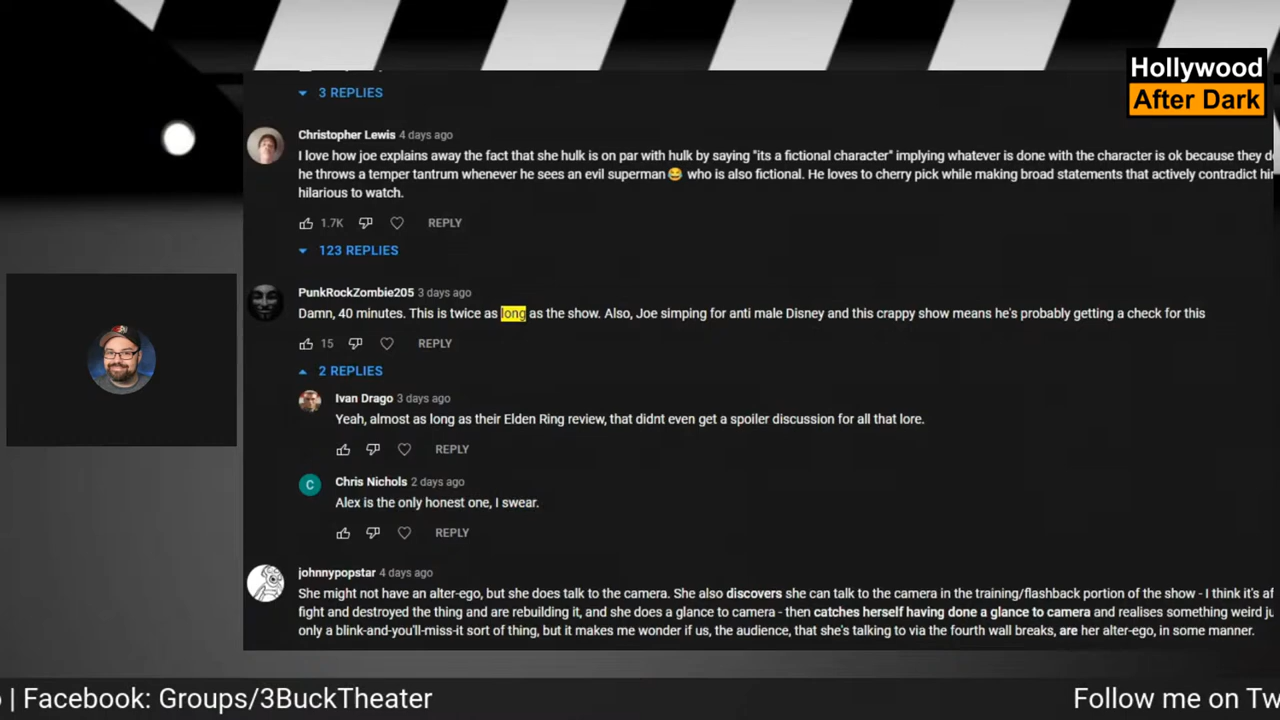 Hollywood
After Dark
3 REPLIES
Christopher Lewis 4 days ago
I love how joe explains away the fact that she hulk is on par with hulk by saying "its a fictional character" implying whatever is done with the character is ok because they
he throws a temper tantrum whenever he sees an evil superman😂 who is also fictional. He loves to cherry pick while making broad statements that actively contradict
hilarious to watch.
1.7K REPLY
123 REPLIES
PunkRockZombie205 3 days ago
Damn, 40 minutes. This is twice as long as the show. Also, Joe simping for anti male Disney and this crappy show means he's probably getting a check for this
15 REPLY
2 REPLIES
Ivan Drago 3 days ago
Yeah, almost as long as their Elden Ring review, that didnt even get a spoiler discussion for all that lore.
REPLY
C
Chris Nichols 2 days ago
Alex is the only honest one, I swear.
REPLY
johnnypopstar 4 days ago
She might not have an alter-ego, but she does talk to the camera. She also discovers she can talk to the camera in the training/flashback portion of the show - I think it's
fight and destroyed the thing and are rebuilding it, and she does a glance to camera - then catches herself having done a glance to camera and realises something weird
only a blink-and-you'll-miss-it sort of thing, but it makes me wonder if us, the audience, that she's talking to via the fourth wall breaks, are her alter-ego, in some manner.
| Facebook: Groups/3BuckTheater Follow me on Tw